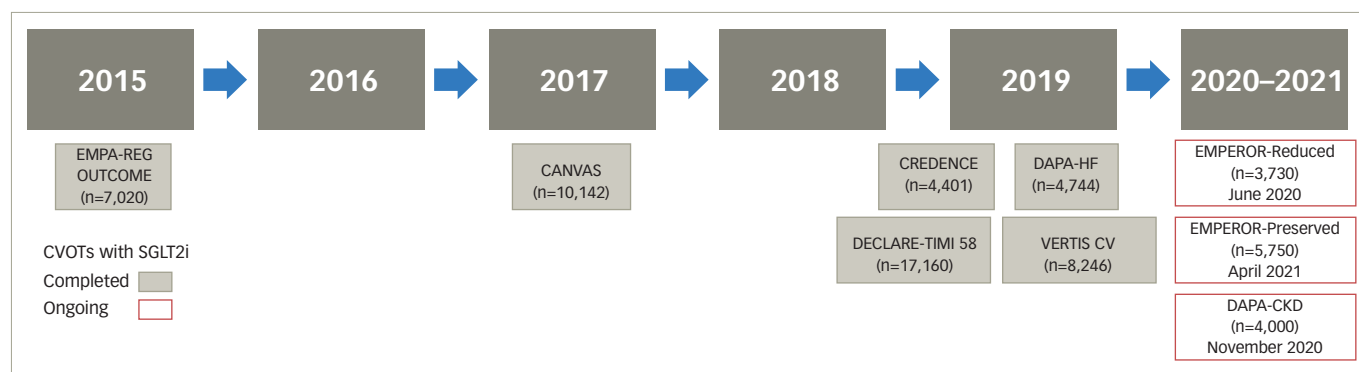 2015
2016
2017
2018
2019
2020–2021
EMPA-REG
OUTCOME
(n=7,020)
CANVAS
(n=10,142)
CREDENCE
(n=4,401)
DAPA-HF
(n=4,744)
EMPEROR-Reduced
(n=3,730)
June 2020
DECLARE-TIMI 58
(n=17,160)
VERTIS CV
(n=8,246)
EMPEROR-Preserved
(n=5,750)
April 2021
DAPA-CKD
(n=4,000)
November 2020
CVOTs with SGLT2i
Completed
Ongoing